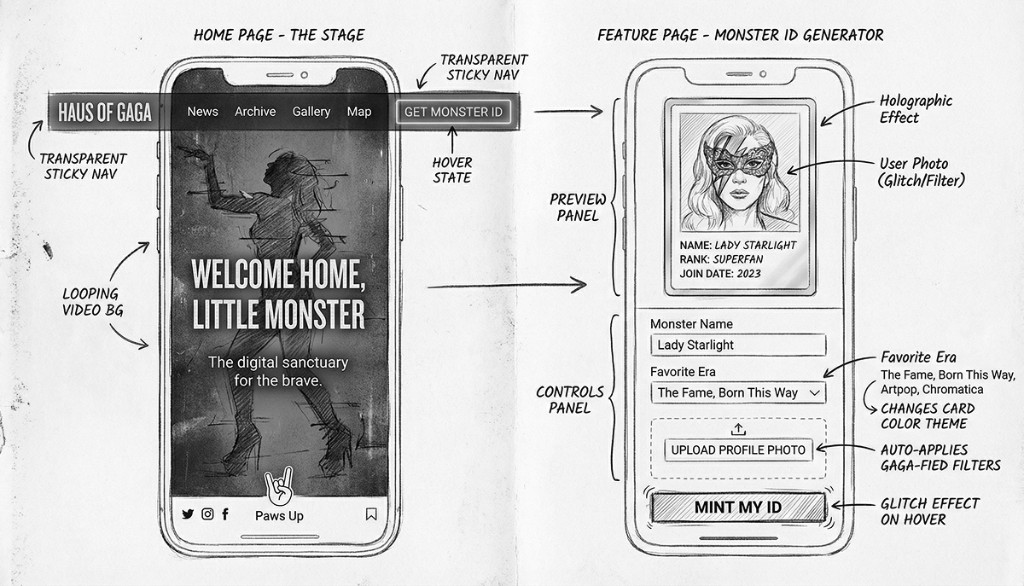 HOME PAGE - THE STAGE
TRANSPARENT
STICKY NAV
HAUS OF GAGA
News
Archive
Gallery
Map
GET MONSTER ID
TRANSPARENT
STICKY NAV
HOVER
STATE
LOOPING
VIDEO BG
WELCOME HOME,
LITTLE MONSTER
The digital sanctuary
for the brave.
Paws Up
FEATURE PAGE - MONSTER ID GENERATOR
PREVIEW
PANEL
Holographic
Effect
User Photo
(Glitch/Filter)
NAME: LADY STARLIGHT
RANK: SUPERFAN
JOIN DATE: 2023
CONTROLS
PANEL
Monster Name
Lady Starlight
Favorite Era
The Fame, Born This Way
Favorite Era
The Fame, Born This Way,
Artpop, Chromatica
CHANGES CARD
COLOR THEME
UPLOAD PROFILE PHOTO
AUTO-APPLIES
GAGA-FIED FILTERS
MINT MY ID
GLITCH EFFECT
ON HOVER